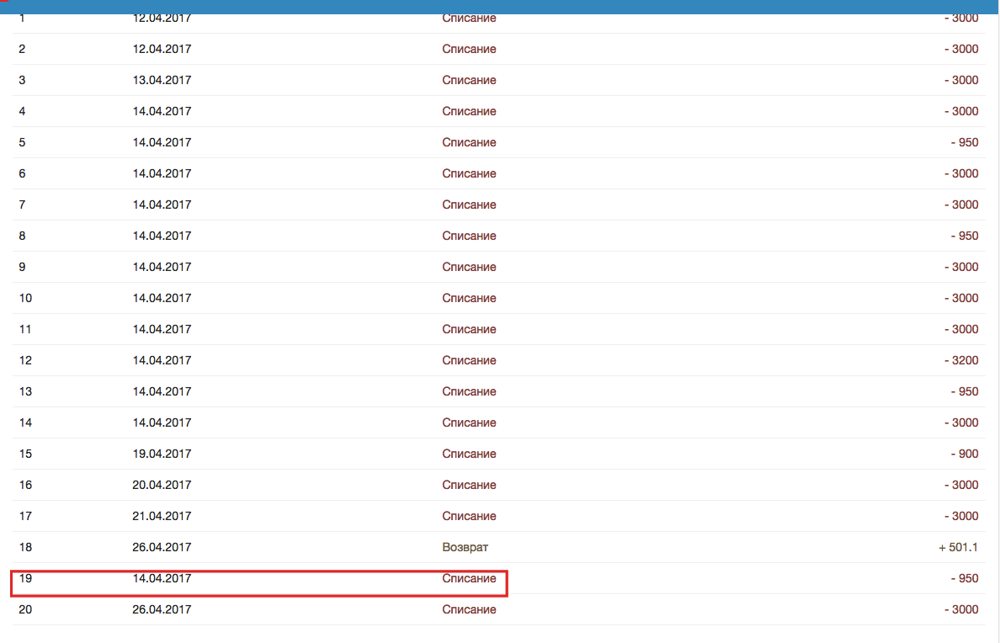 1 12.04.2017 Списание - 3000
2 12.04.2017 Списание - 3000
3 13.04.2017 Списание - 3000
4 14.04.2017 Списание - 3000
5 14.04.2017 Списание - 950
6 14.04.2017 Списание - 3000
7 14.04.2017 Списание - 3000
8 14.04.2017 Списание - 950
9 14.04.2017 Списание - 3000
10 14.04.2017 Списание - 3000
11 14.04.2017 Списание - 3000
12 14.04.2017 Списание - 3200
13 14.04.2017 Списание - 950
14 14.04.2017 Списание - 3000
15 19.04.2017 Списание - 900
16 20.04.2017 Списание - 3000
17 21.04.2017 Списание - 3000
18 26.04.2017 Возврат + 501.1
19 14.04.2017 Списание - 950
20 26.04.2017 Списание - 3000